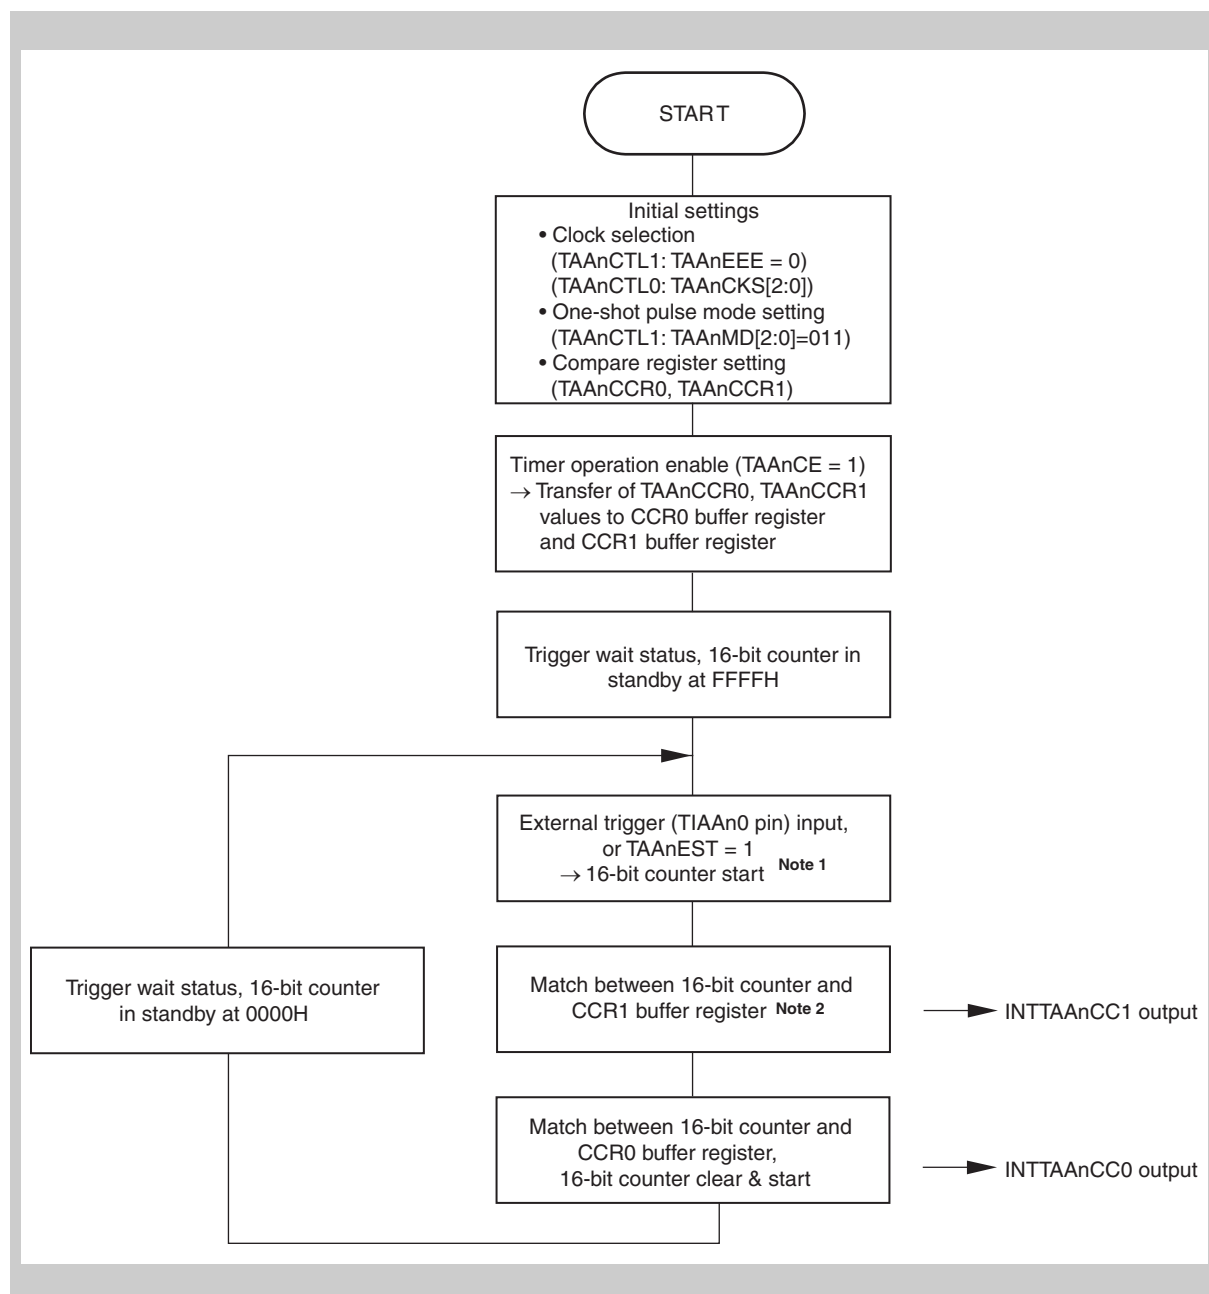 START
Initial settings
• Clock selection
(TAAnCTL1: TAAnEEE = 0)
(TAAnCTL0: TAAnCKS[2:0])
• One-shot pulse mode setting
(TAAnCTL1: TAAnMD[2:0]=011)
• Compare register setting
(TAAnCCR0, TAAnCCR1)
Timer operation enable (TAAnCE = 1)
→ Transfer of TAAnCCR0, TAAnCCR1
values to CCR0 buffer register
and CCR1 buffer register
Trigger wait status, 16-bit counter in
standby at FFFFH
External trigger (TIAAn0 pin) input,
or TAAnEST = 1
→ 16-bit counter start Note 1
Trigger wait status, 16-bit counter
in standby at 0000H
Match between 16-bit counter and
CCR1 buffer register Note 2
INTTAAnCC1 output
Match between 16-bit counter and
CCR0 buffer register,
16-bit counter clear & start
INTTAAnCC0 output